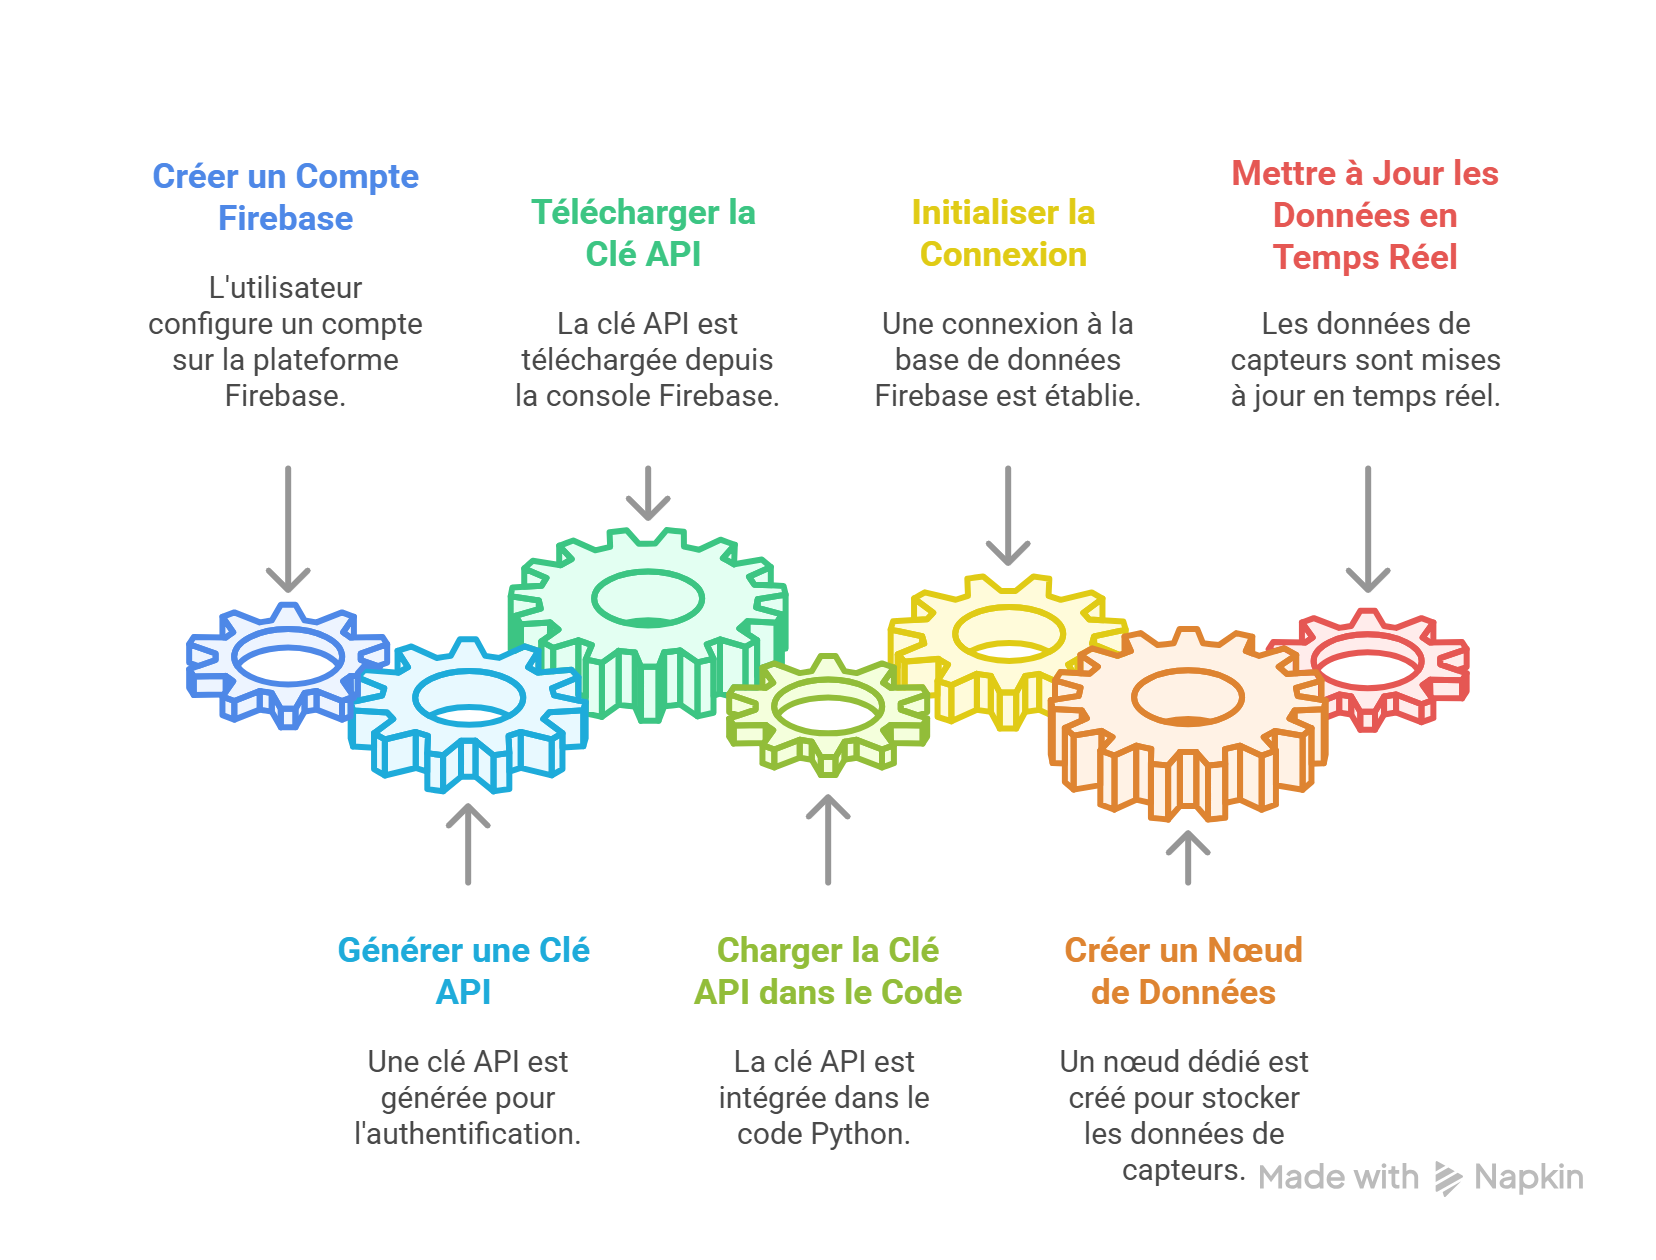 Créer un Compte
Firebase
L'utilisateur
configure un compte
sur la plateforme
Firebase.
Générer une Clé
API
Une clé API est
générée pour
l'authentification.
Télécharger la
Clé API
La clé API est
téléchargée depuis
la console Firebase.
Charger la Clé
API dans le Code
La clé API est
intégrée dans le
code Python.
Initialiser la
Connexion
Une connexion à la
base de données
Firebase est établie.
Créer un Nœud
de Données
Un nœud dédié est
créé pour stocker
les données de
capteurs.
Mettre à Jour les
Données en
Temps Réel
Les données de
capteurs sont mises
à jour en temps réel.
Made with Napkin